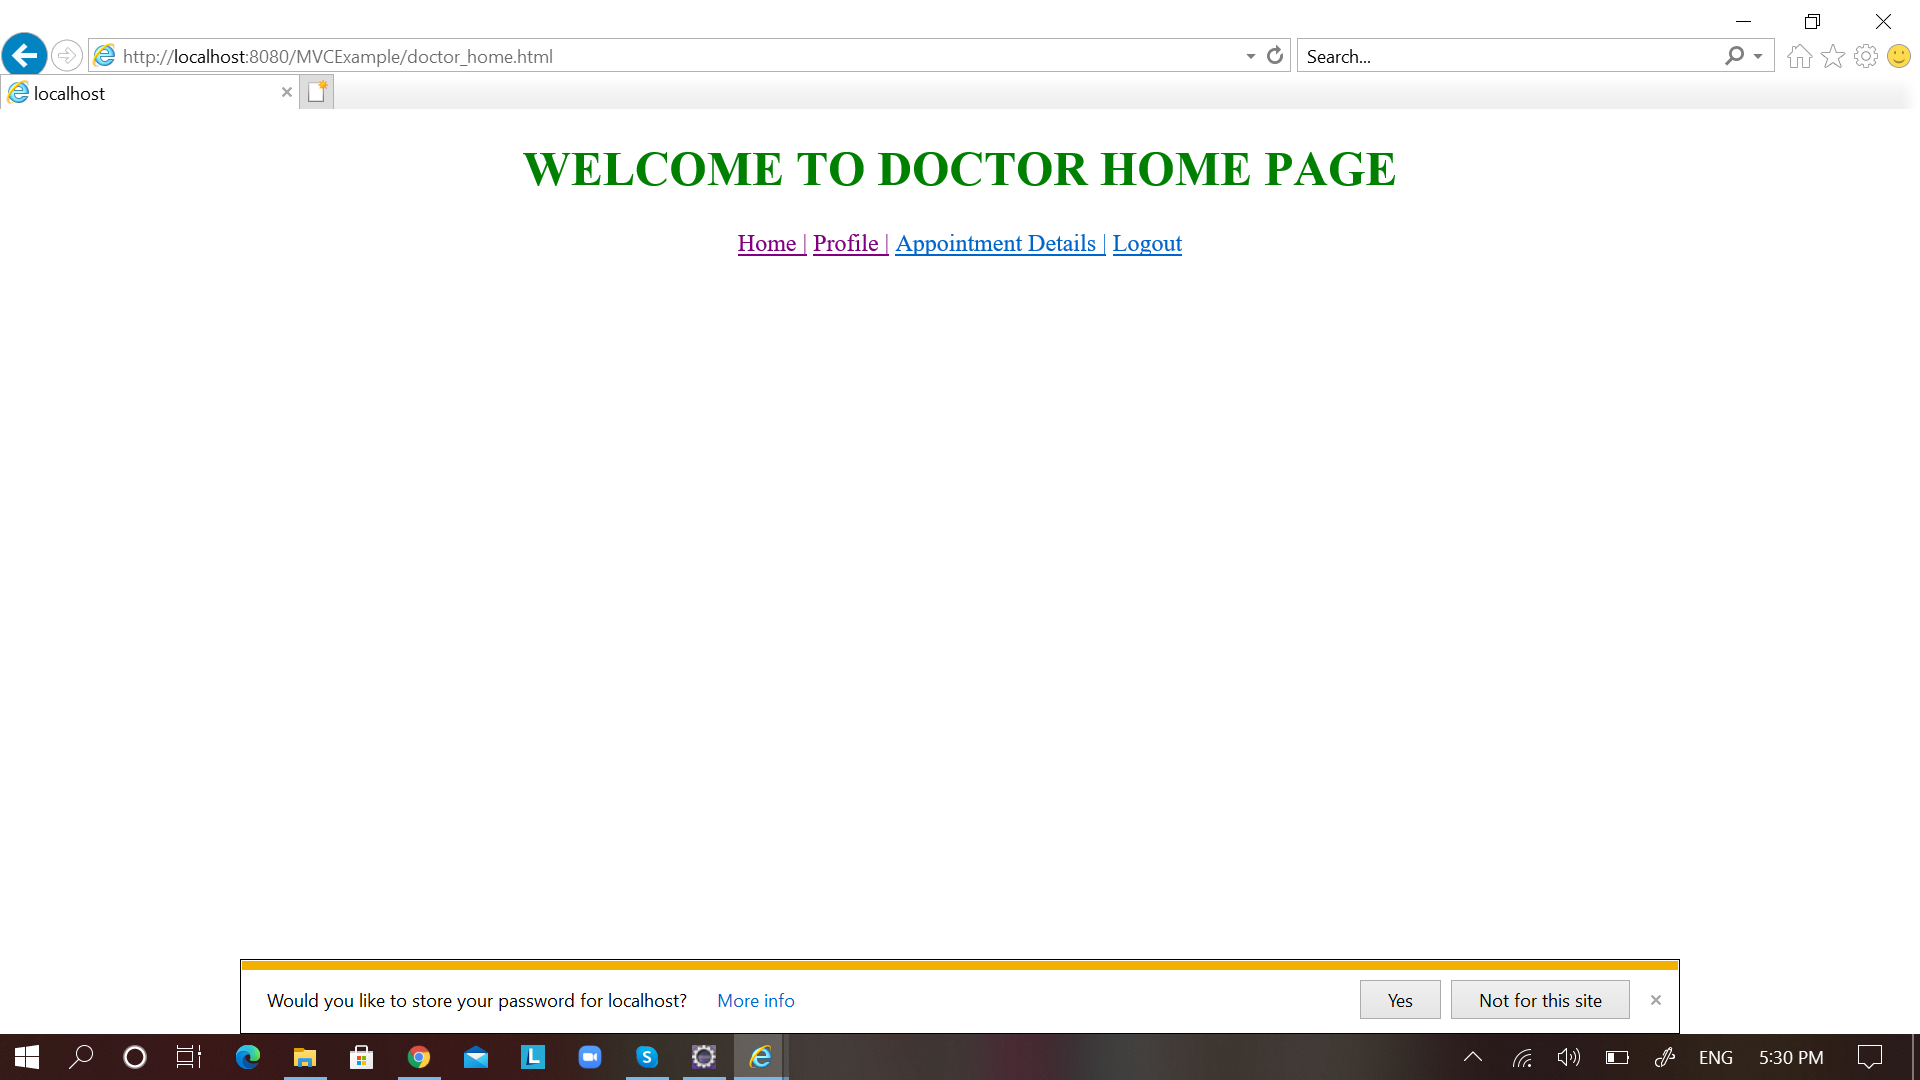 http://localhost:8080/MVCExample/doctor_home.html
Search...
localhost
WELCOME TO DOCTOR HOME PAGE
Home | Profile | Appointment Details | Logout
Would you like to store your password for localhost? More info Yes Not for this site
L S ENG 5:30 PM